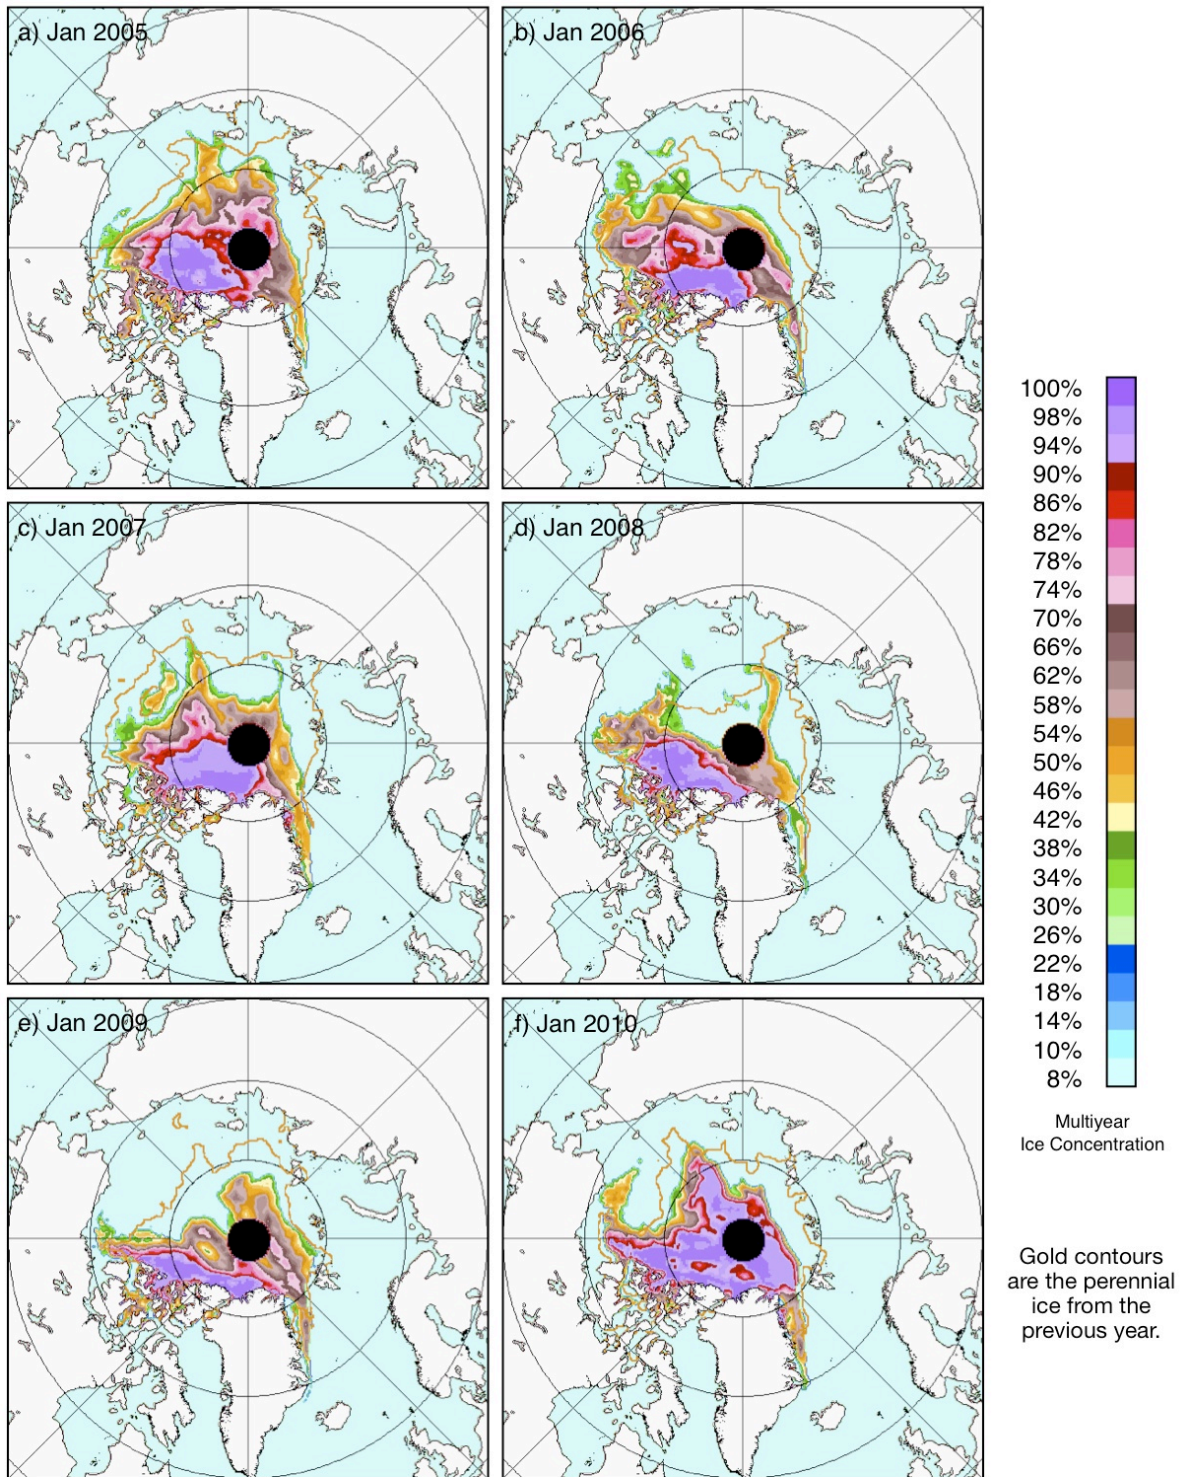 a) Jan 2005
b) Jan 2006
c) Jan 2007
d) Jan 2008
e) Jan 2009
f) Jan 2010
100%
98%
94%
90%
86%
82%
78%
74%
70%
66%
62%
58%
54%
50%
46%
42%
38%
34%
30%
26%
22%
18%
14%
10%
8%
Multiyear
Ice Concentration
Gold contours
are the perennial
ice from the
previous year.